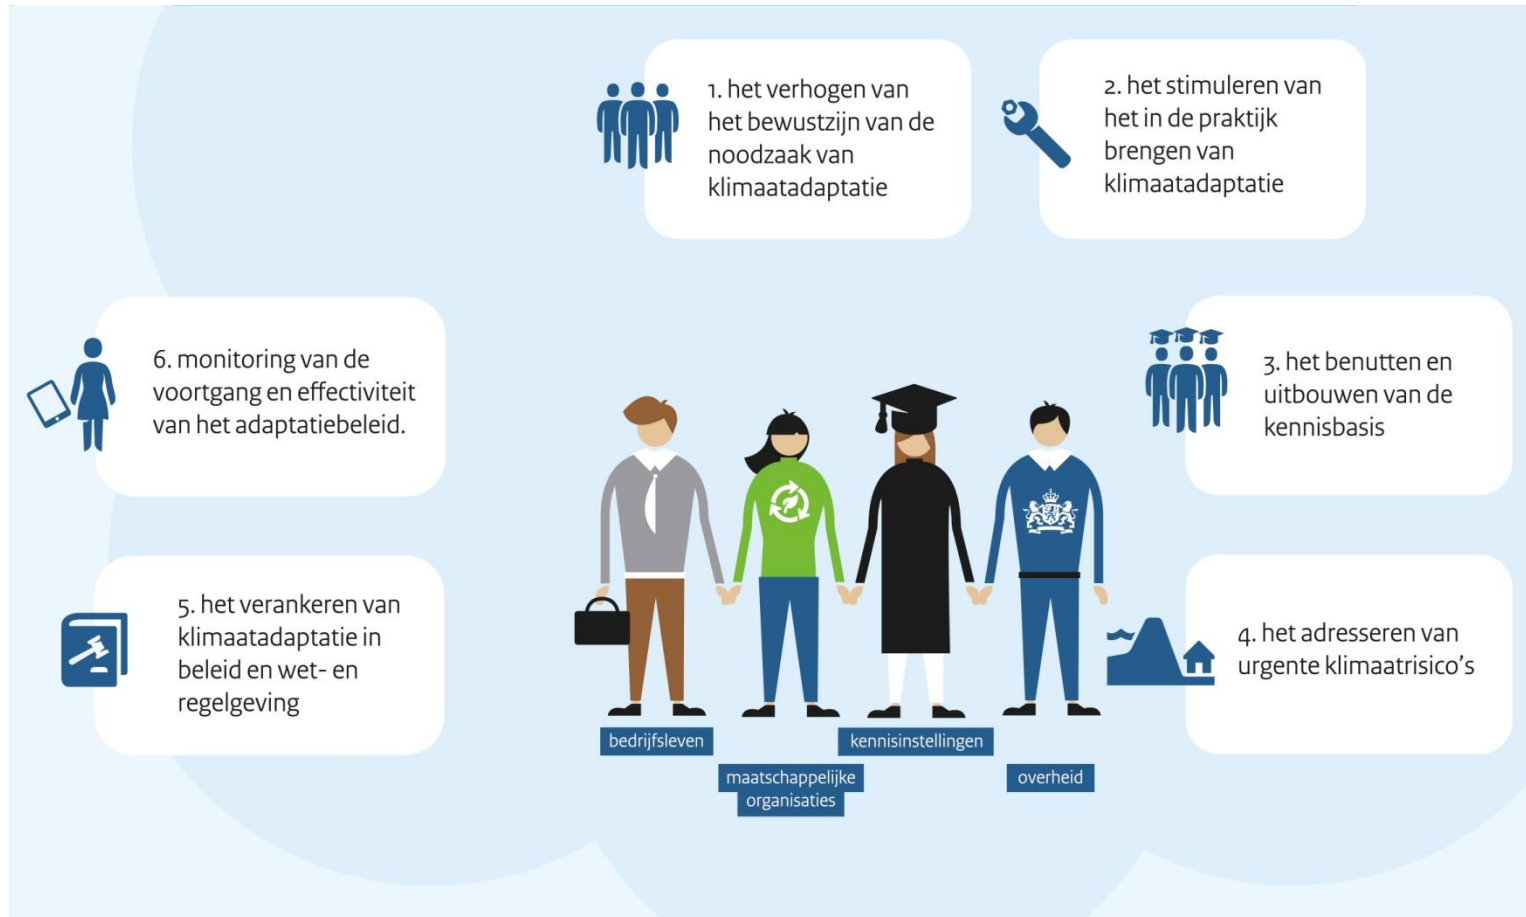 1. het verhogen van
het bewustzijn van de
noodzaak van
klimaatadaptatie
2. het stimuleren van
het in de praktijk
brengen van
klimaatadaptatie
3. het benutten en
uitbouwen van de
kennisbasis
4. het adresseren van
urgente klimaatrisico’s
5. het verankeren van
klimaatadaptatie in
beleid en wet- en
regelgeving
6. monitoring van de
voortgang en effectiviteit
van het adaptatiebeleid.
bedrijfsleven
maatschappelijke
organisaties
kennisinstellingen
overheid